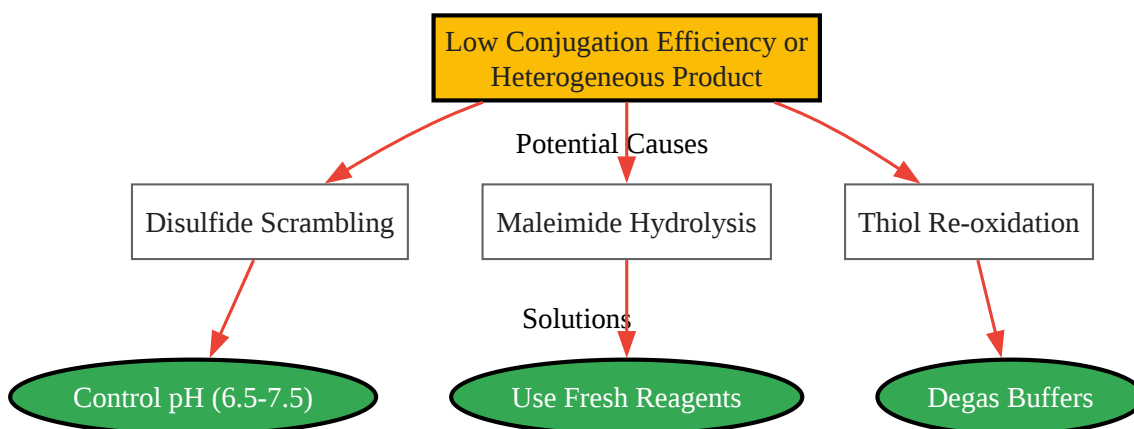 Low Conjugation Efficiency or
Heterogeneous Product
Potential Causes
Disulfide Scrambling
Maleimide Hydrolysis
Thiol Re-oxidation
Solutions
Control pH (6.5-7.5)
Use Fresh Reagents
Degas Buffers